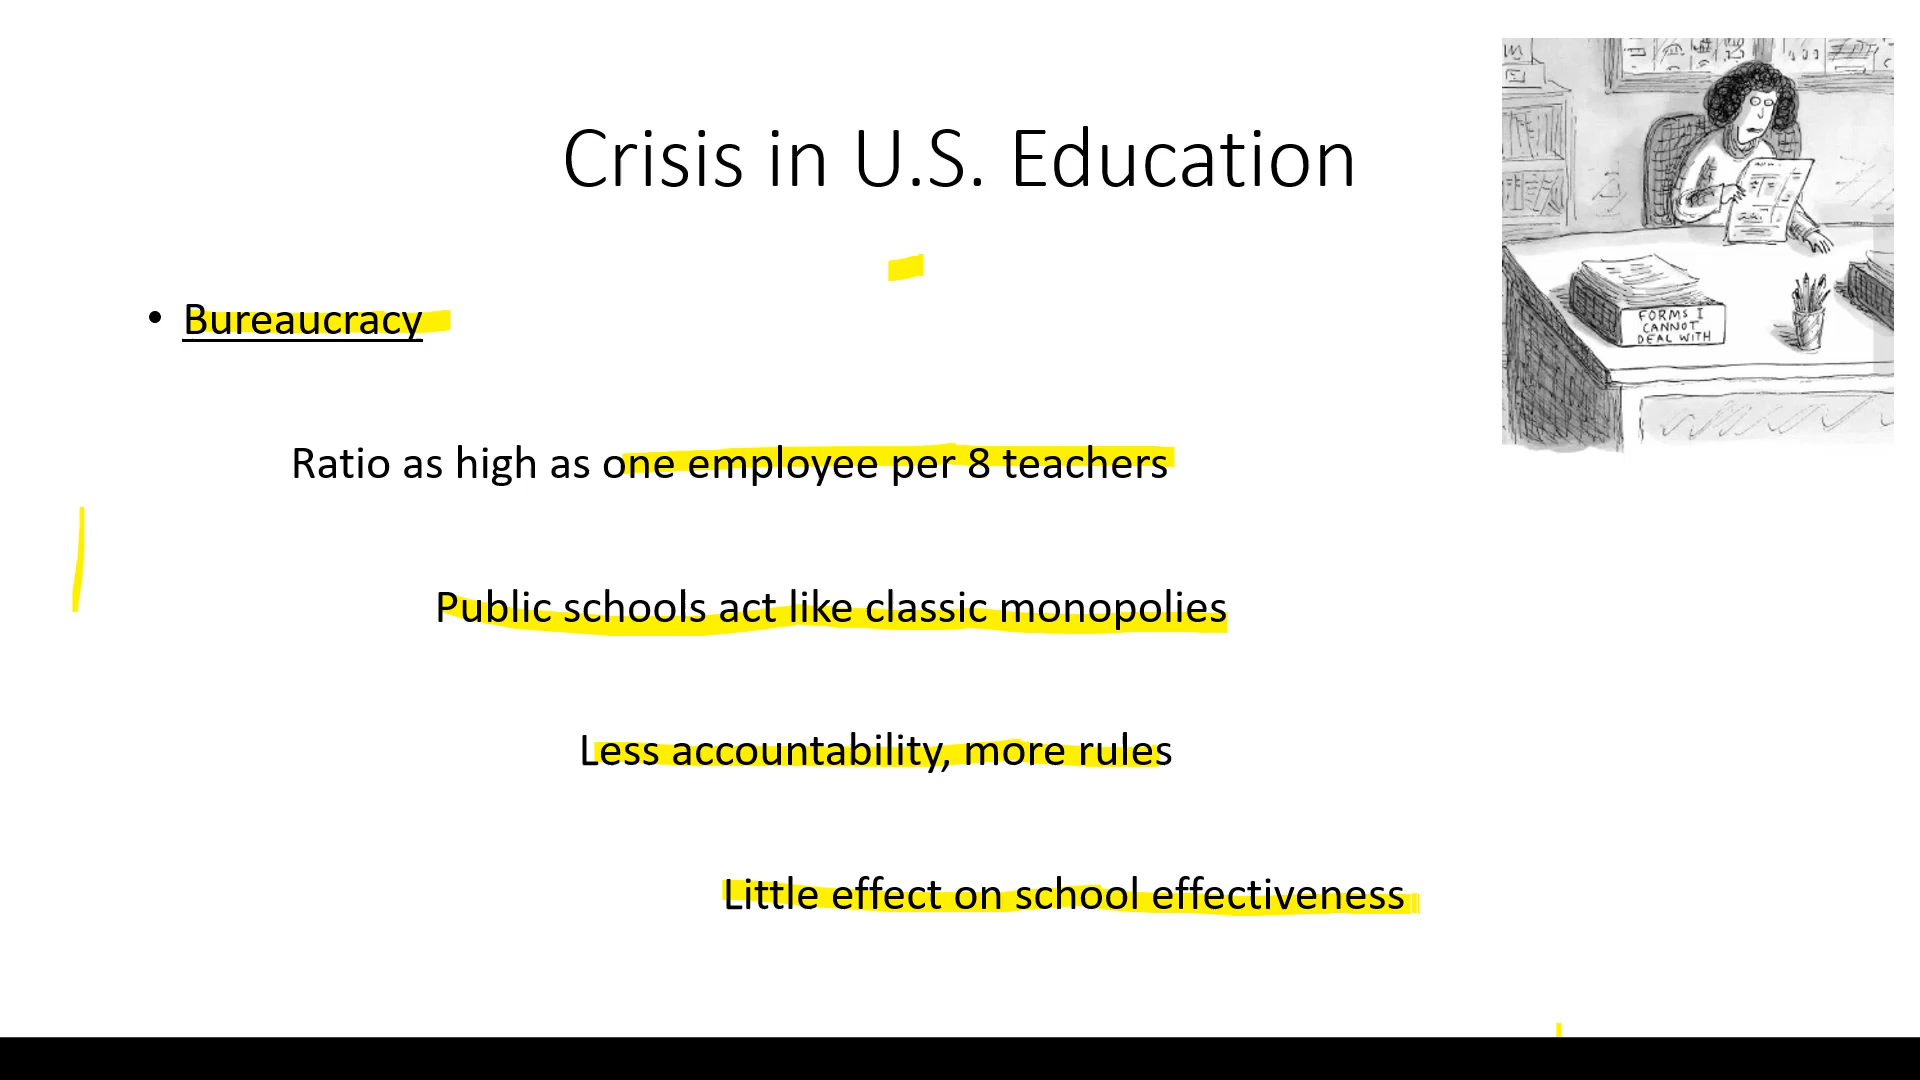 Crisis in U.S. Education
• Bureaucracy
Ratio as high as one employee per 8 teachers
Public schools act like classic monopolies
Less accountability, more rules
Little effect on school effectiveness
FORMS I
CANNOT
DEAL WITH